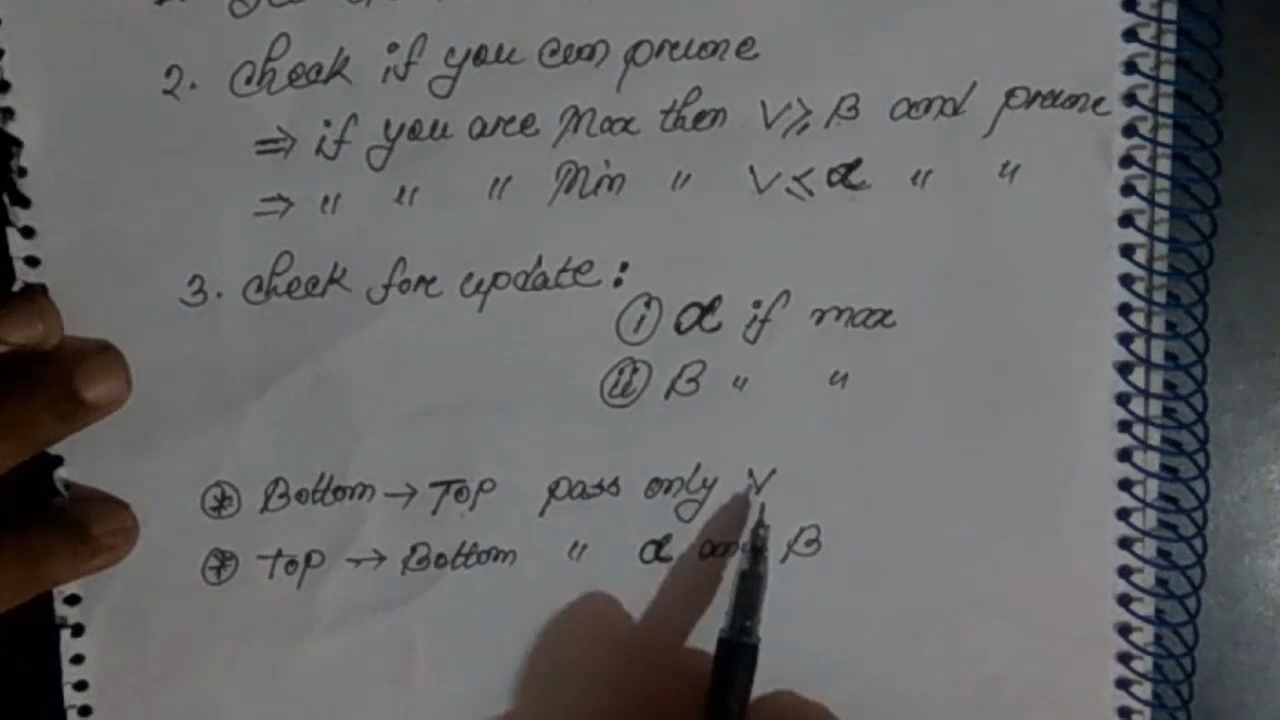 2. Check if you can prune
⇒ if you are Max then V ≥ β and prune
⇒ " " " Min " V ≤ α " "
3. Check for update:
(i) α if max
(ii) β " "
⊛ Bottom → Top pass only V
⊛ Top → Bottom " α and β